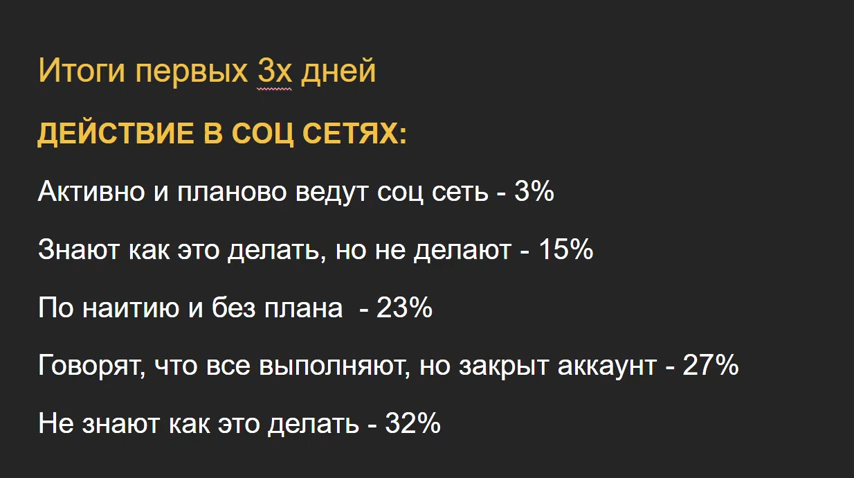 Итоги первых 3х дней
ДЕЙСТВИЕ В СОЦ СЕТЯХ:
Активно и планово ведут соц сеть - 3%
Знают как это делать, но не делают - 15%
По наитию и без плана  - 23%
Говорят, что все выполняют, но закрыт аккаунт - 27%
Не знают как это делать - 32%